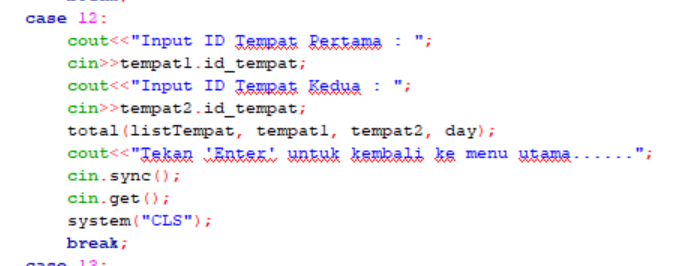 break;
case 12:
cout<<"Input ID Tempat Pertama : ";
cin>>tempat1.id_tempat;
cout<<"Input ID Tempat Kedua : ";
cin>>tempat2.id_tempat;
total(listTempat, tempat1, tempat2, day);
cout<<"Tekan 'Enter' untuk kembali ke menu utama......";
cin.sync();
cin.get();
system("CLS");
break;
case 13: